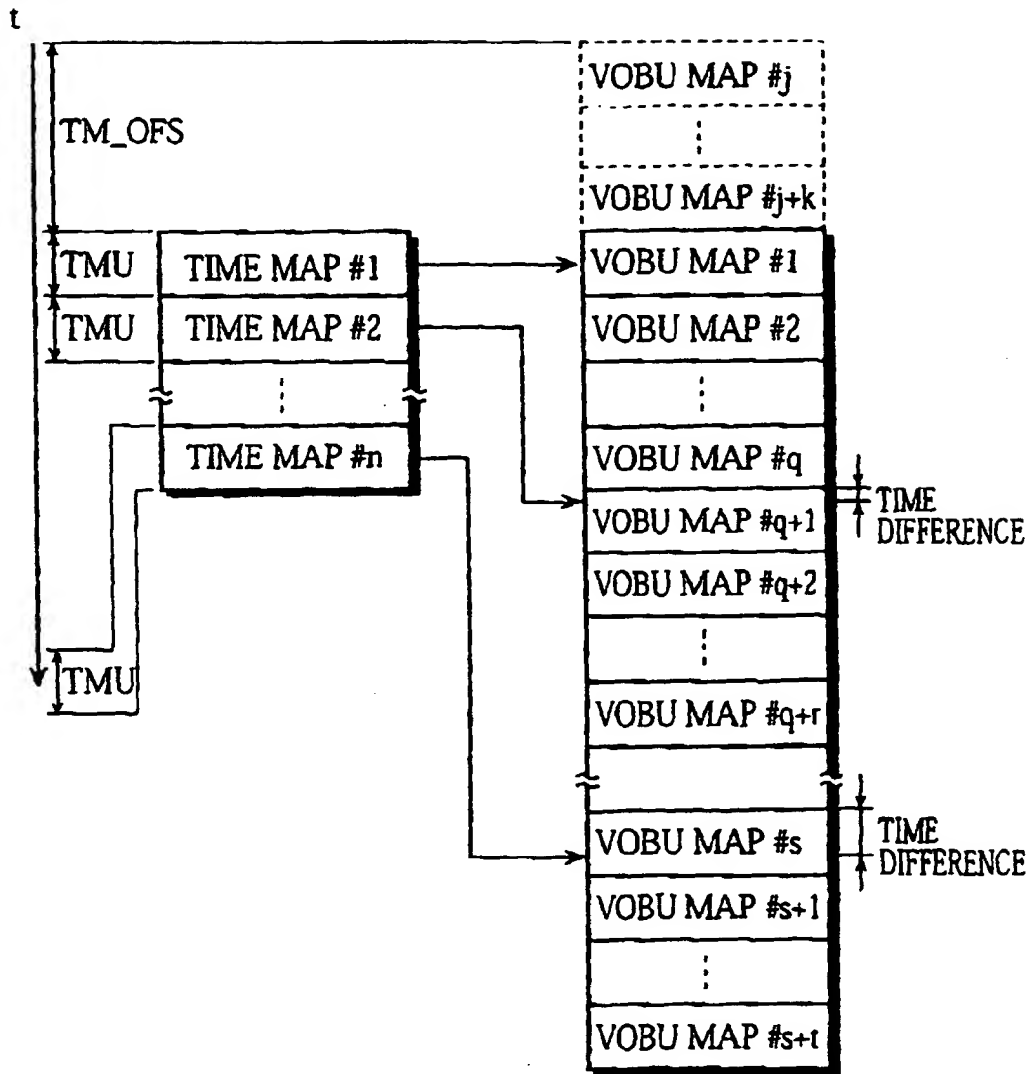 t
TM_OFS
TMU
TMU
TMU
TIME MAP #1
TIME MAP #2
TIME MAP #n
VOBU MAP #j
VOBU MAP #j+k
VOBU MAP #1
VOBU MAP #2
VOBU MAP #q
VOBU MAP #q+1
VOBU MAP #q+2
VOBU MAP #q+r
VOBU MAP #s
VOBU MAP #s+1
VOBU MAP #s+t
TIME
DIFFERENCE
TIME
DIFFERENCE